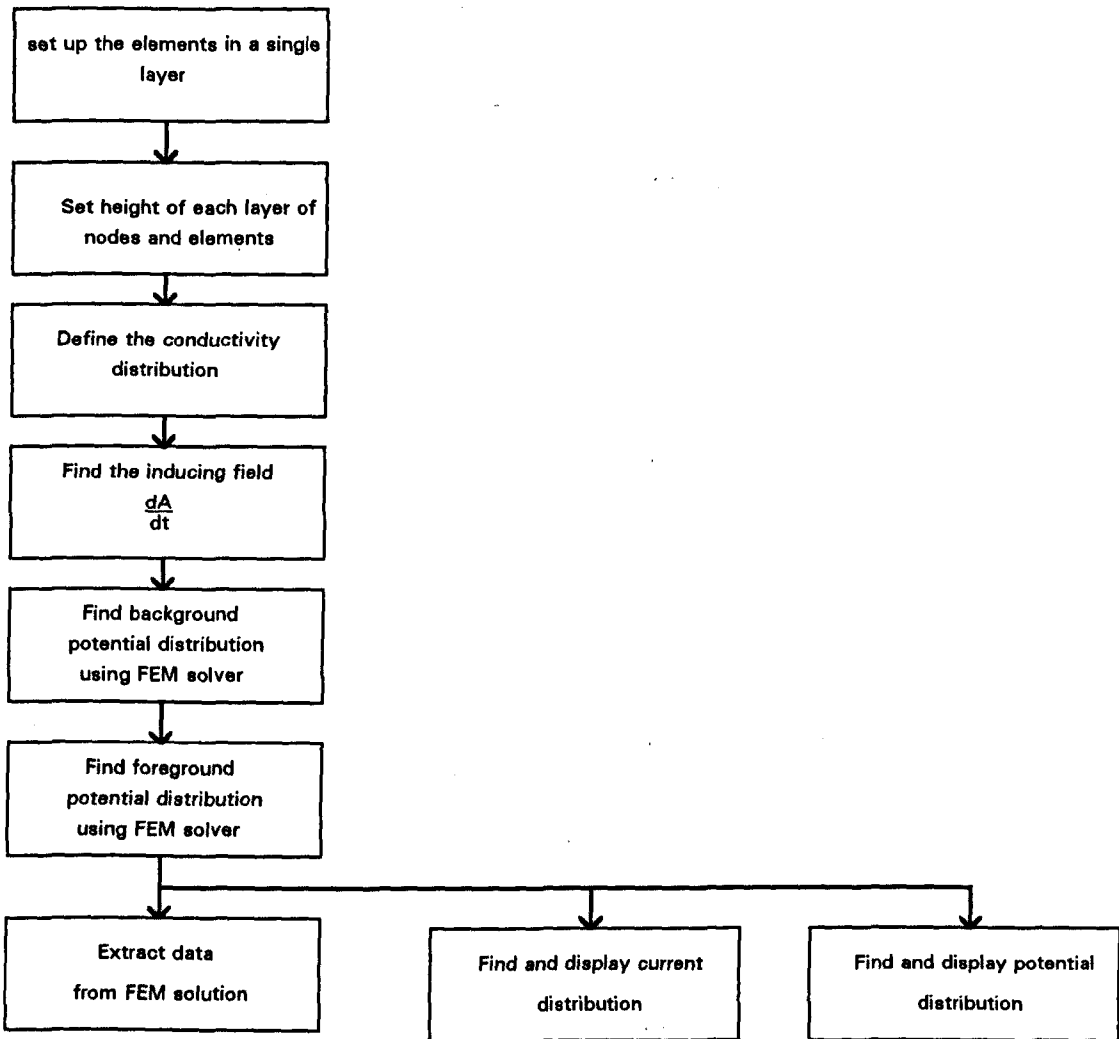 set up the elements in a single
layer
Set height of each layer of
nodes and elements
Define the conductivity
distribution
Find the inducing field
dA
dt
Find background
potential distribution
using FEM solver
Find foreground
potential distribution
using FEM solver
Extract data
from FEM solution
Find and display current
distribution
Find and display potential
distribution